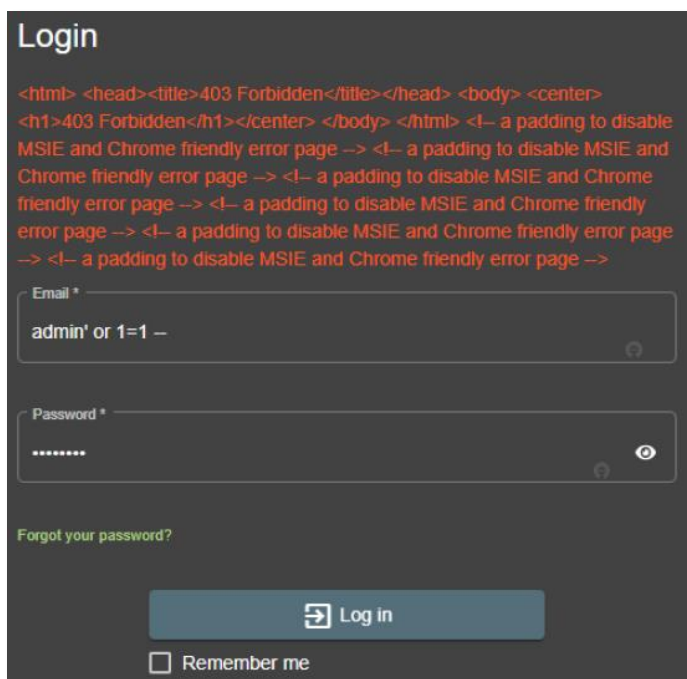 Login
<html> <head><title>403 Forbidden</title></head> <body> <center>
<h1>403 Forbidden</h1></center> </body> </html> <!-- a padding to disable
MSIE and Chrome friendly error page --> <!-- a padding to disable MSIE and
Chrome friendly error page --> <!-- a padding to disable MSIE and Chrome
friendly error page --> <!-- a padding to disable MSIE and Chrome friendly
error page --> <!-- a padding to disable MSIE and Chrome friendly error page
--> <!-- a padding to disable MSIE and Chrome friendly error page -->
Email *
admin' or 1=1 --
Password *
••••••••
Forgot your password?
Log in
Remember me